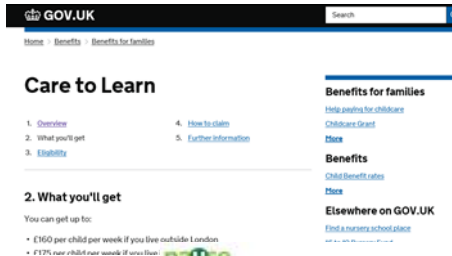 GOV.UK
Search
Home > Benefits > Benefits for families
Care to Learn
1. Overview
2. What you'll get
3. Eligibility
4. How to claim
5. Further information
2. What you'll get
You can get up to:
• £160 per child per week if you live outside London
• £175 per child per week if you live
Benefits for families
Help paying for childcare
Childcare Grant
More
Benefits
Child Benefit rates
More
Elsewhere on GOV.UK
Find a nursery school place